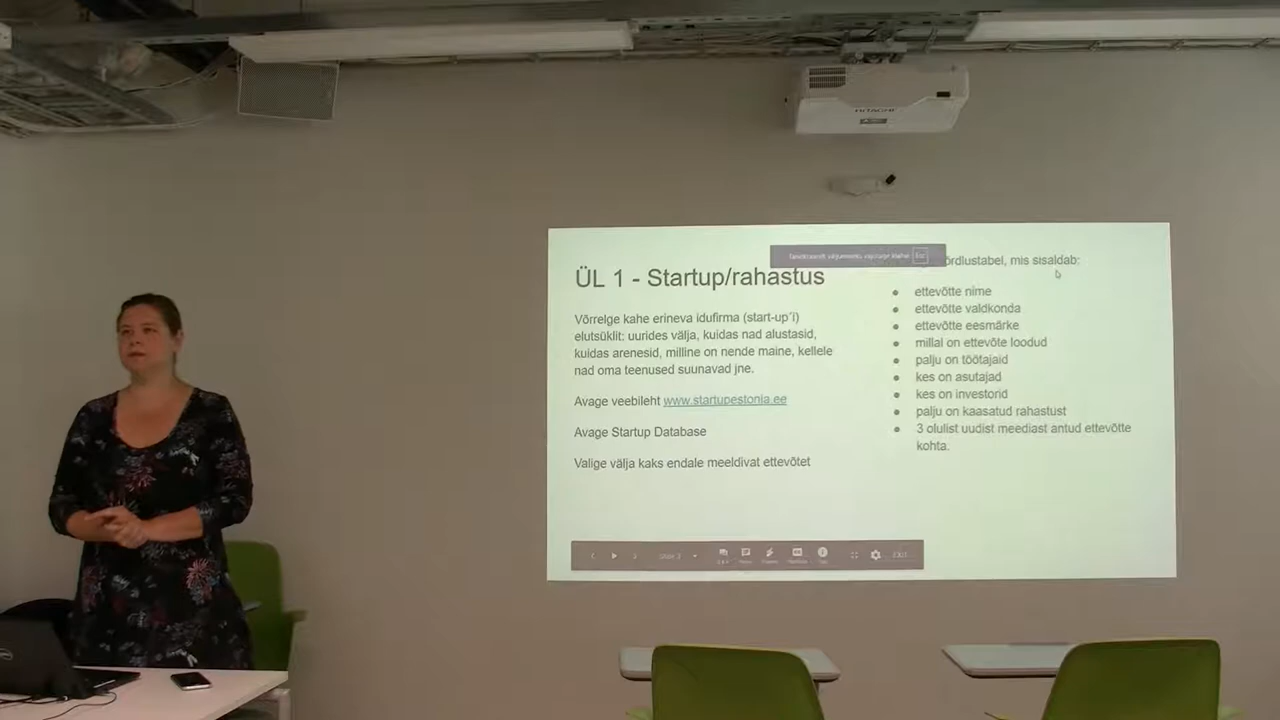 HITACHI
ÜL 1 - Startup/rahastus
Võrrelge kahe erineva idufirma (start-up´i)
elutsüklit: uurides välja, kuidas nad alustasid,
kuidas arenesid, milline on nende maine, kellele
nad oma teenused suunavad jne.
Avage veebileht www.startupestonia.ee
Avage Startup Database
Valige välja kaks endale meeldivat ettevõtet
mis sisaldab:
ettevõtte nime
ettevõtte valdkonda
ettevõtte eesmärke
millal on ettevõte loodud
palju on töötajaid
kes on asutajad
kes on investorid
palju on kaasatud rahastust
3 olulist uudist meediast antud ettevõtte
kohta.
Slide 3